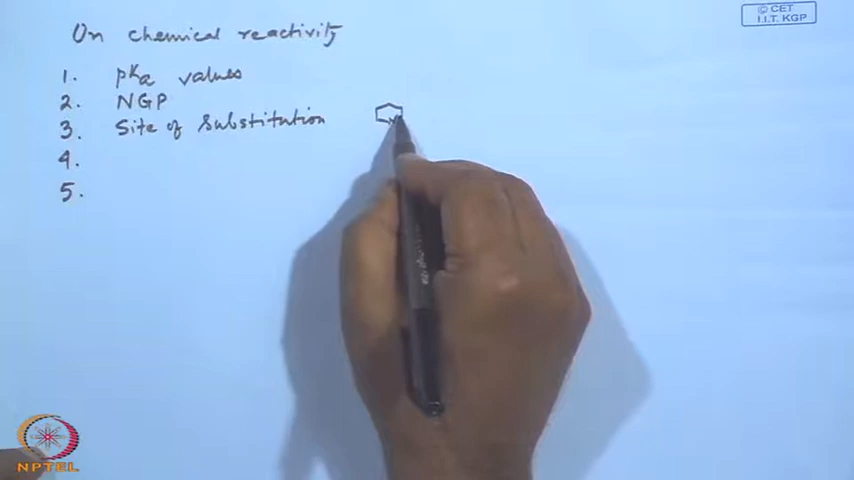 On chemical reactivity
© CET
I.I.T. KGP
1. pKa values
2. NGP
3. Site of substitution
4.
5.
NPTEL